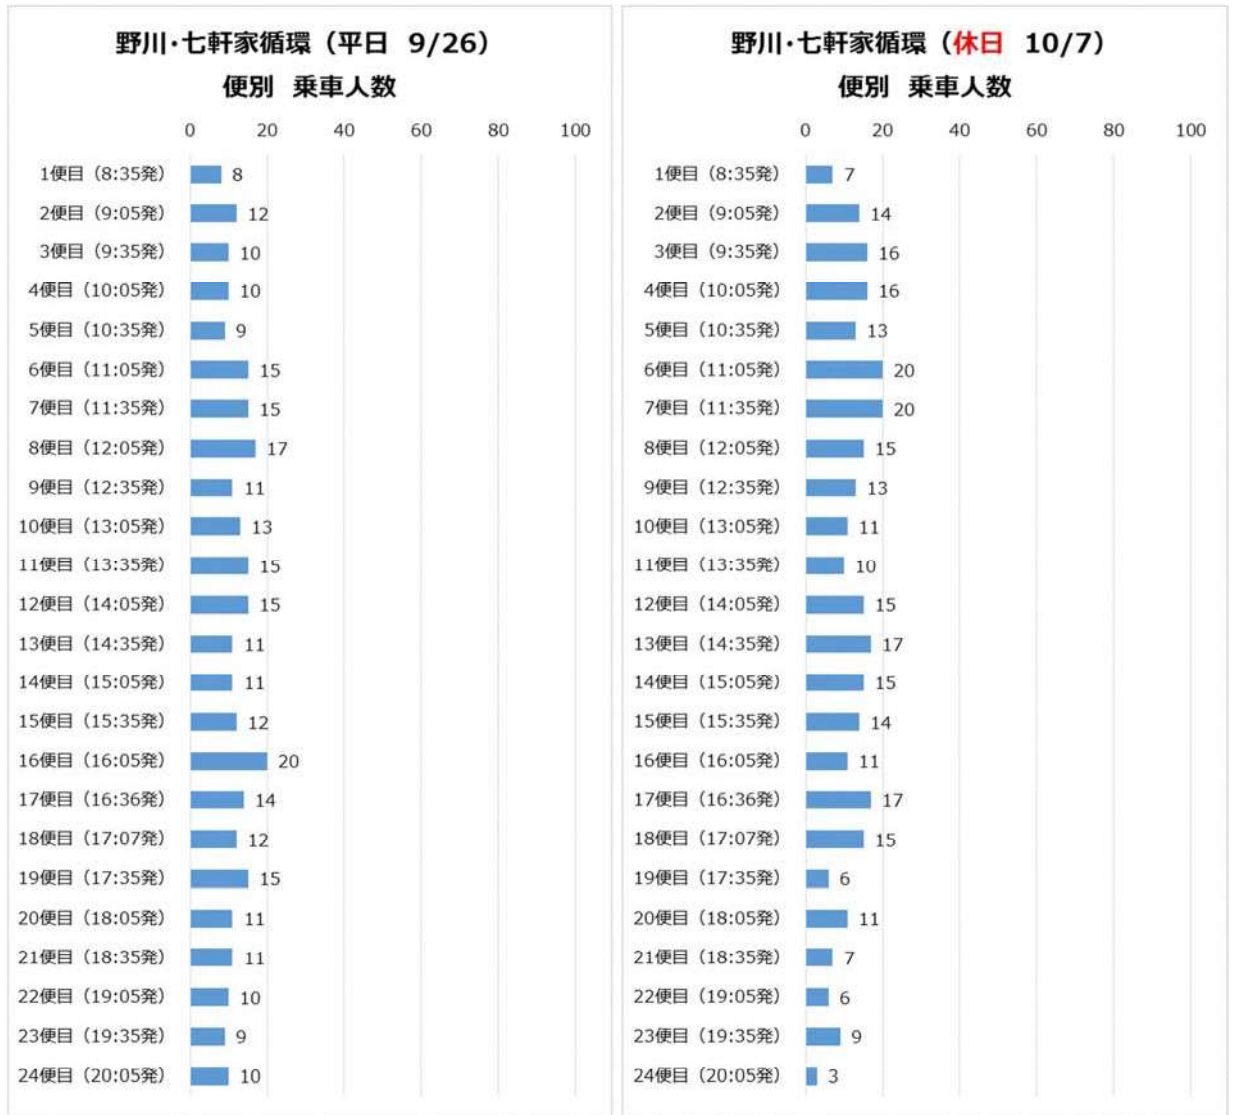 野川・七軒家循環（平日 9/26）
便別 乗車人数
0 20 40 60 80 100
1便目（8:35発） 8
2便目（9:05発） 12
3便目（9:35発） 10
4便目（10:05発） 10
5便目（10:35発） 9
6便目（11:05発） 15
7便目（11:35発） 15
8便目（12:05発） 17
9便目（12:35発） 11
10便目（13:05発） 13
11便目（13:35発） 15
12便目（14:05発） 15
13便目（14:35発） 11
14便目（15:05発） 11
15便目（15:35発） 12
16便目（16:05発） 20
17便目（16:36発） 14
18便目（17:07発） 12
19便目（17:35発） 15
20便目（18:05発） 11
21便目（18:35発） 11
22便目（19:05発） 10
23便目（19:35発） 9
24便目（20:05発） 10
野川・七軒家循環（休日 10/7）
便別 乗車人数
0 20 40 60 80 100
1便目（8:35発） 7
2便目（9:05発） 14
3便目（9:35発） 16
4便目（10:05発） 16
5便目（10:35発） 13
6便目（11:05発） 20
7便目（11:35発） 20
8便目（12:05発） 15
9便目（12:35発） 13
10便目（13:05発） 11
11便目（13:35発） 10
12便目（14:05発） 15
13便目（14:35発） 17
14便目（15:05発） 15
15便目（15:35発） 14
16便目（16:05発） 11
17便目（16:36発） 17
18便目（17:07発） 15
19便目（17:35発） 6
20便目（18:05発） 11
21便目（18:35発） 7
22便目（19:05発） 6
23便目（19:35発） 9
24便目（20:05発） 3